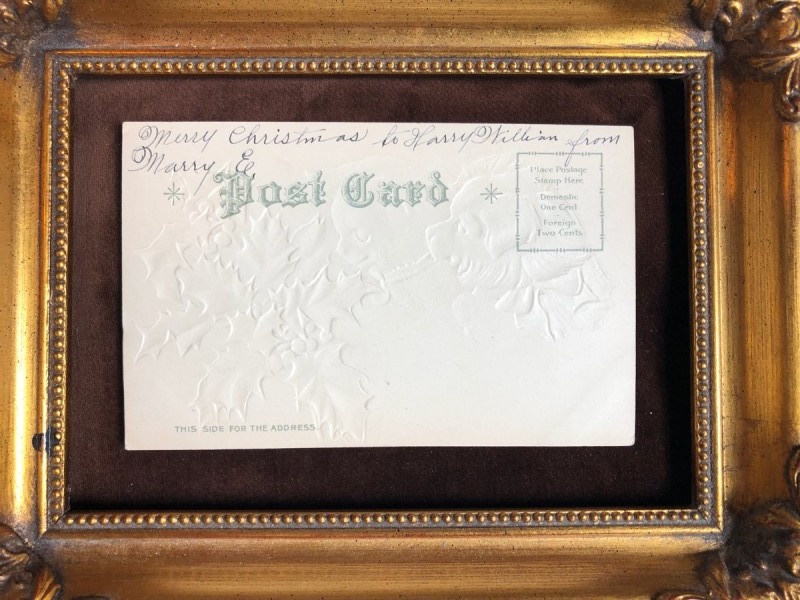 Merry Christmas to Harry William from
Marry E
* Post Card *
Place Postage
Stamp Here
Domestic
One Cent
Foreign
Two Cents
THIS SIDE FOR THE ADDRESS.